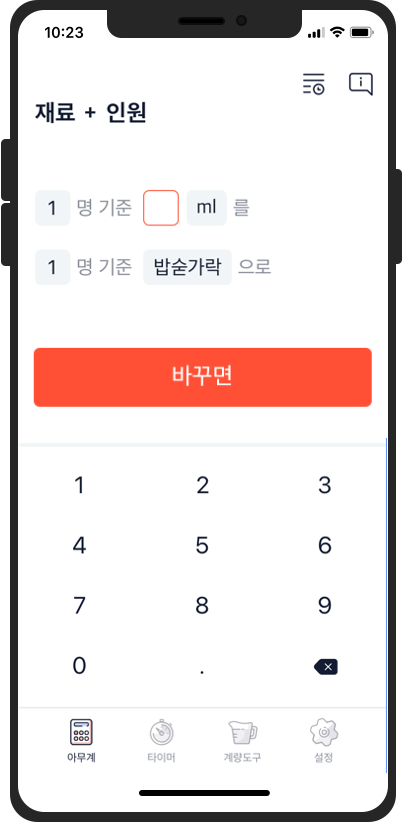 10:23
재료 + 인원
1 명 기준 ml 를
1 명 기준 밥숟가락 으로
바꾸면
1 2 3
4 5 6
7 8 9
0 .
아무계 타이머 계량도구 설정